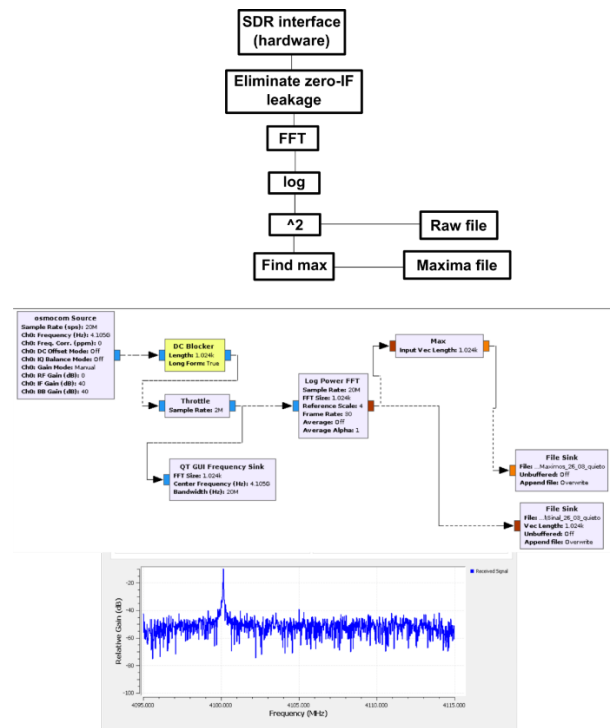 SDR interface
(hardware)
Eliminate zero-IF
leakage
FFT
log
^2
Raw file
Find max
Maxima file
osmocom Source
Sample Rate (sps): 20M
Ch0: Frequency (Hz): 4.105G
Ch0: Freq. Corr. (ppm): 0
Ch0: DC Offset Mode: Off
Ch0: IQ Balance Mode: Off
Ch0: Gain Mode: Manual
Ch0: RF Gain (dB): 0
Ch0: IF Gain (dB): 40
Ch0: BB Gain (dB): 40
DC Blocker
Length: 1.024k
Long Form: True
Throttle
Sample Rate: 2M
QT GUI Frequency Sink
FFT Size: 1.024k
Center Frequency (Hz): 4.105G
Bandwidth (Hz): 20M
Log Power FFT
Sample Rate: 20M
FFT Size: 1.024k
Reference Scale: 4
Frame Rate: 80
Average: Off
Average Alpha: 1
Max
Input Vec Length: 1.024k
File Sink
File: ...Maximos_26_08_quieto
Unbuffered: Off
Append file: Overwrite
File Sink
Vec Length: 1.024k
Unbuffered: Off
Append file: Overwrite
Received Signal
Relative Gain (dB)
-20
-40
-60
-80
-100
4095.000
4100.000
4105.000
4110.000
4115.000
Frequency (MHz)